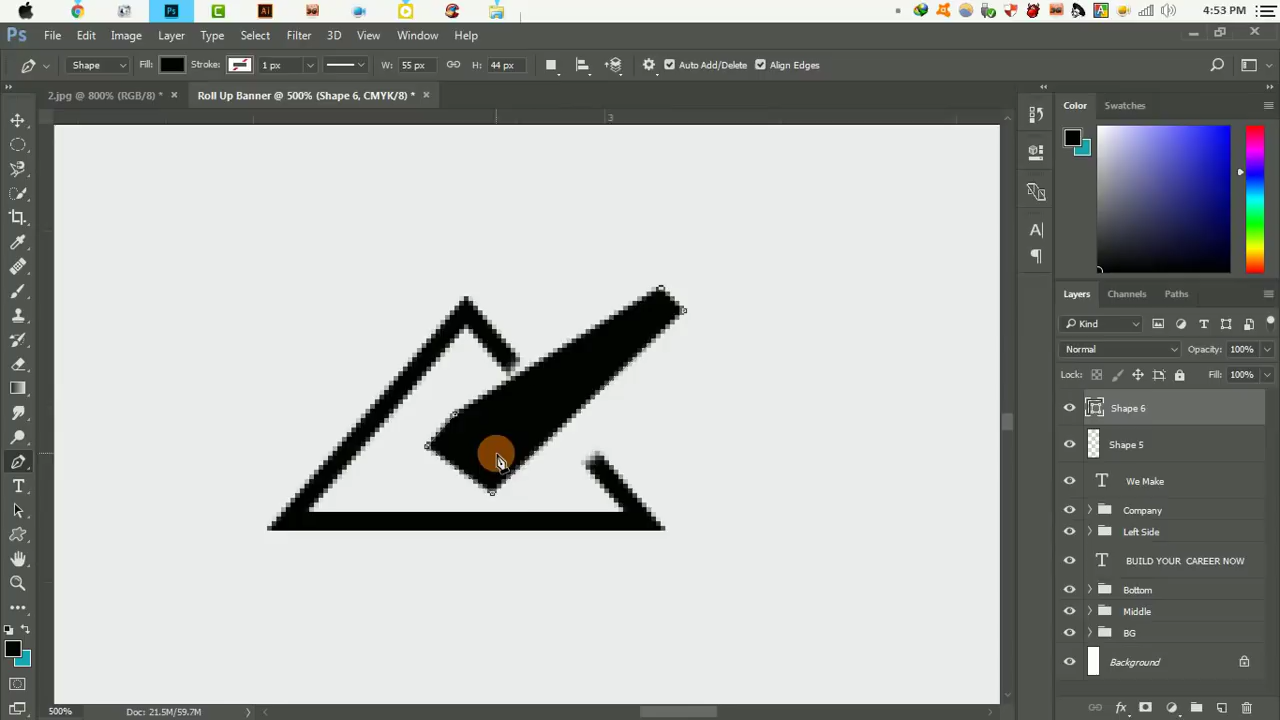 4:53 PM
Ps File Edit Image Layer Type Select Filter 3D View Window Help
Shape Fill: Stroke: 1 px W: 55 px H: 44 px Auto Add/Delete Align Edges
2.jpg @ 800% (RGB/8) * Roll Up Banner @ 500% (Shape 6, CMYK/8) *
3
Color Swatches
Layers Channels Paths
Kind
Normal Opacity: 100%
Lock: Fill: 100%
Shape 6
Shape 5
We Make
Company
Left Side
BUILD YOUR CAREER NOW
Bottom
Middle
BG
Background
500% Doc: 21.5M/59.7M